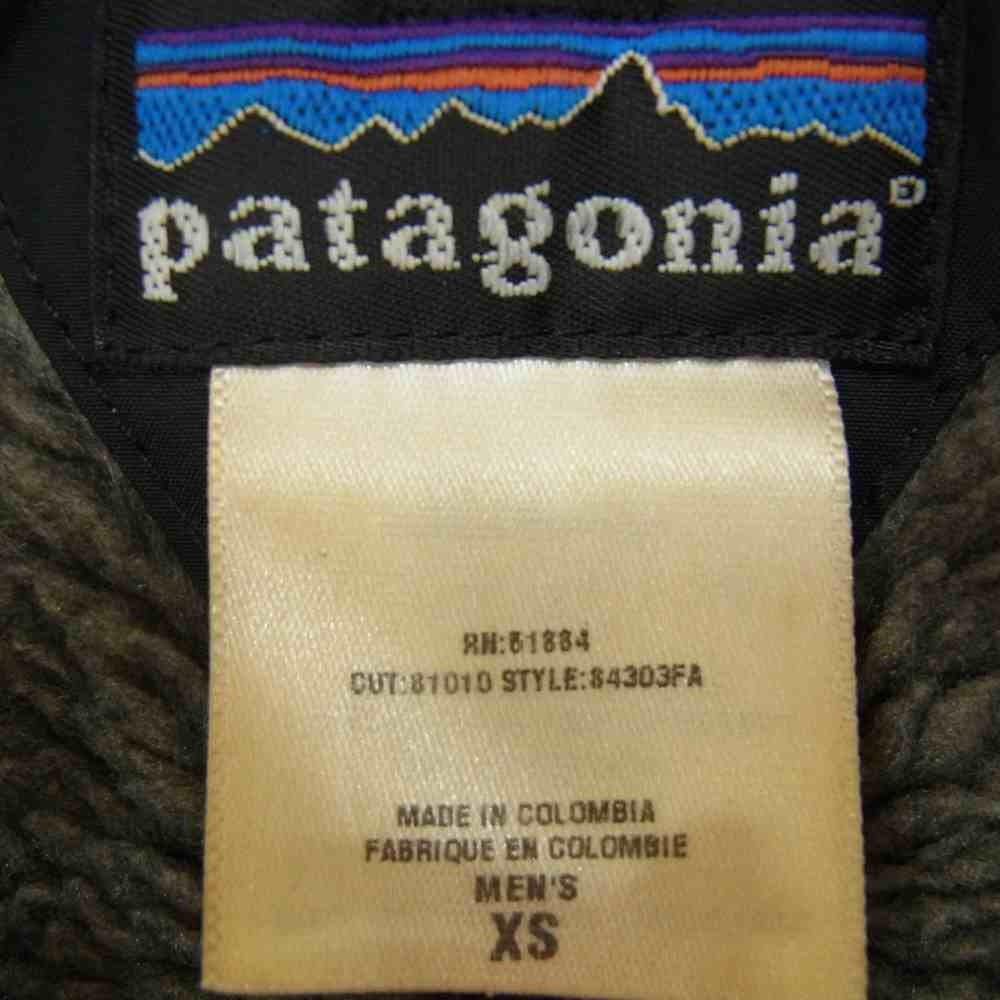 patagonia®
RN:51884
CUT:81010 STYLE:84303FA
MADE IN COLOMBIA
FABRIQUE EN COLOMBIE
MEN'S
XS